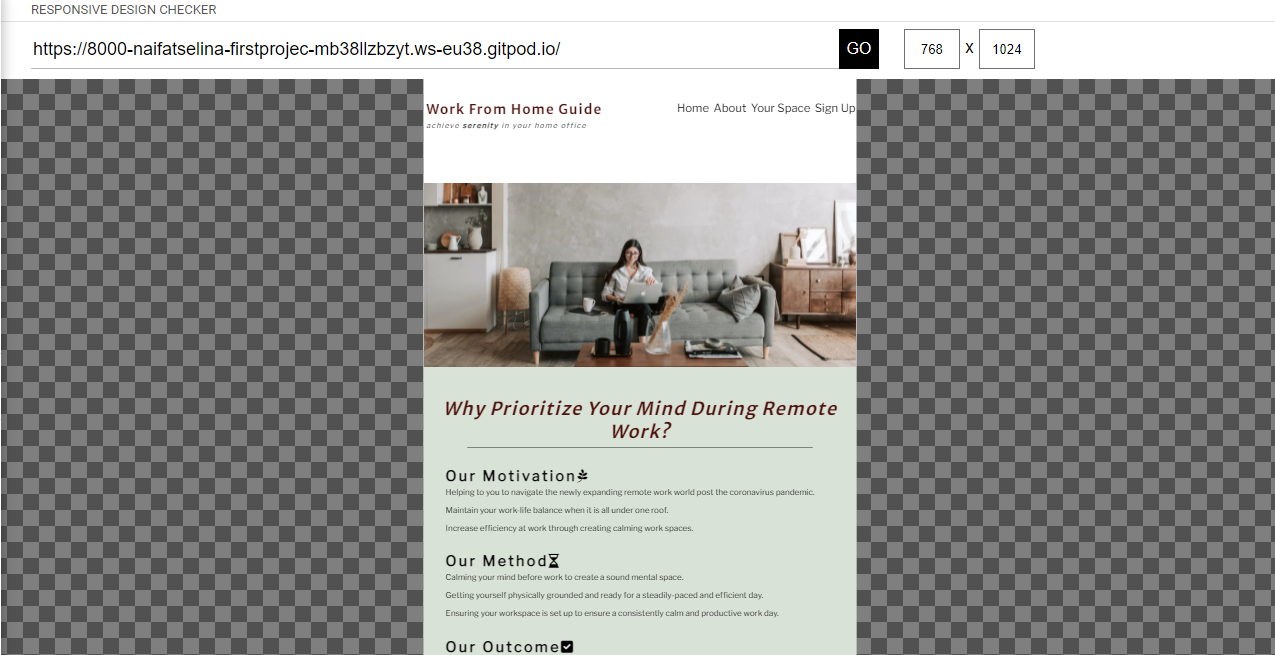 RESPONSIVE DESIGN CHECKER
https://8000-naifatselina-firstprojec-mb38llzbzyt.ws-eu38.gitpod.io/
GO
768 x 1024
Work From Home Guide
achieve serenity in your home office
Home About Your Space Sign Up
Why Prioritize Your Mind During Remote
Work?
Our Motivation
Helping to you to navigate the newly expanding remote work world post the coronavirus pandemic.
Maintain your work-life balance when it is all under one roof.
Increase efficiency at work through creating calming work spaces.
Our Method
Calming your mind before work to create a sound mental space.
Getting yourself physically grounded and ready for a steadily-paced and efficient day.
Ensuring your workspace is set up to ensure a consistently calm and productive work day.
Our Outcome